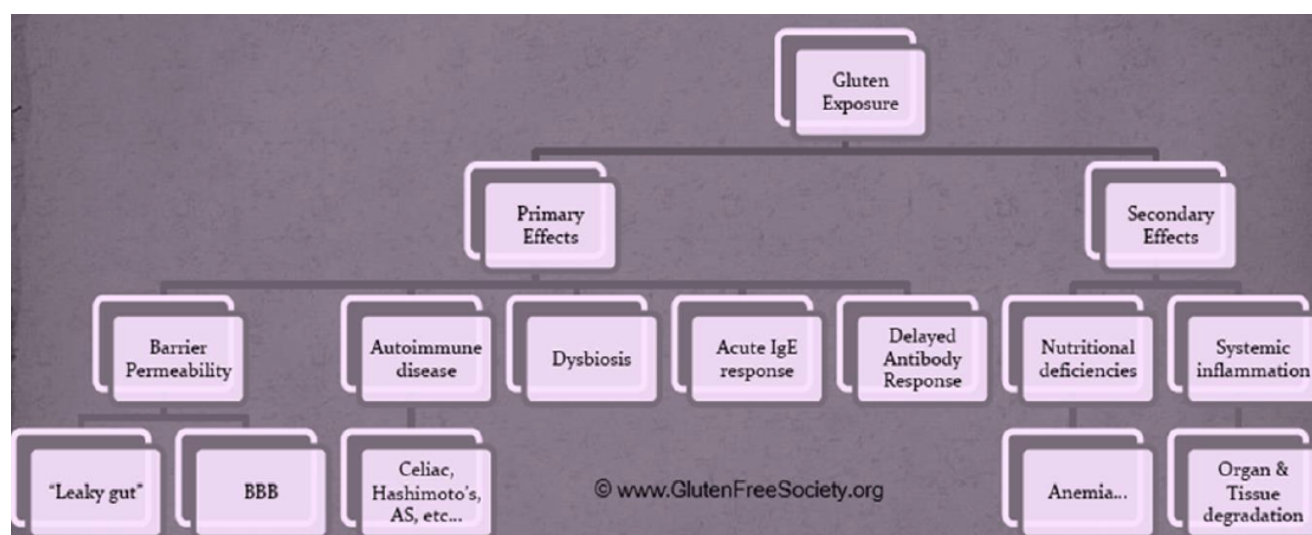 Gluten
Exposure
Primary
Effects
Secondary
Effects
Barrier
Permeability
Autoimmune
disease
Dysbiosis
Acute IgE
response
Delayed
Antibody
Response
Nutritional
deficiencies
Systemic
inflammation
"Leaky gut"
BBB
Celiac,
Hashimoto's,
AS, etc...
© www.GlutenFreeSociety.org
Anemia...
Organ &
Tissue
degradation